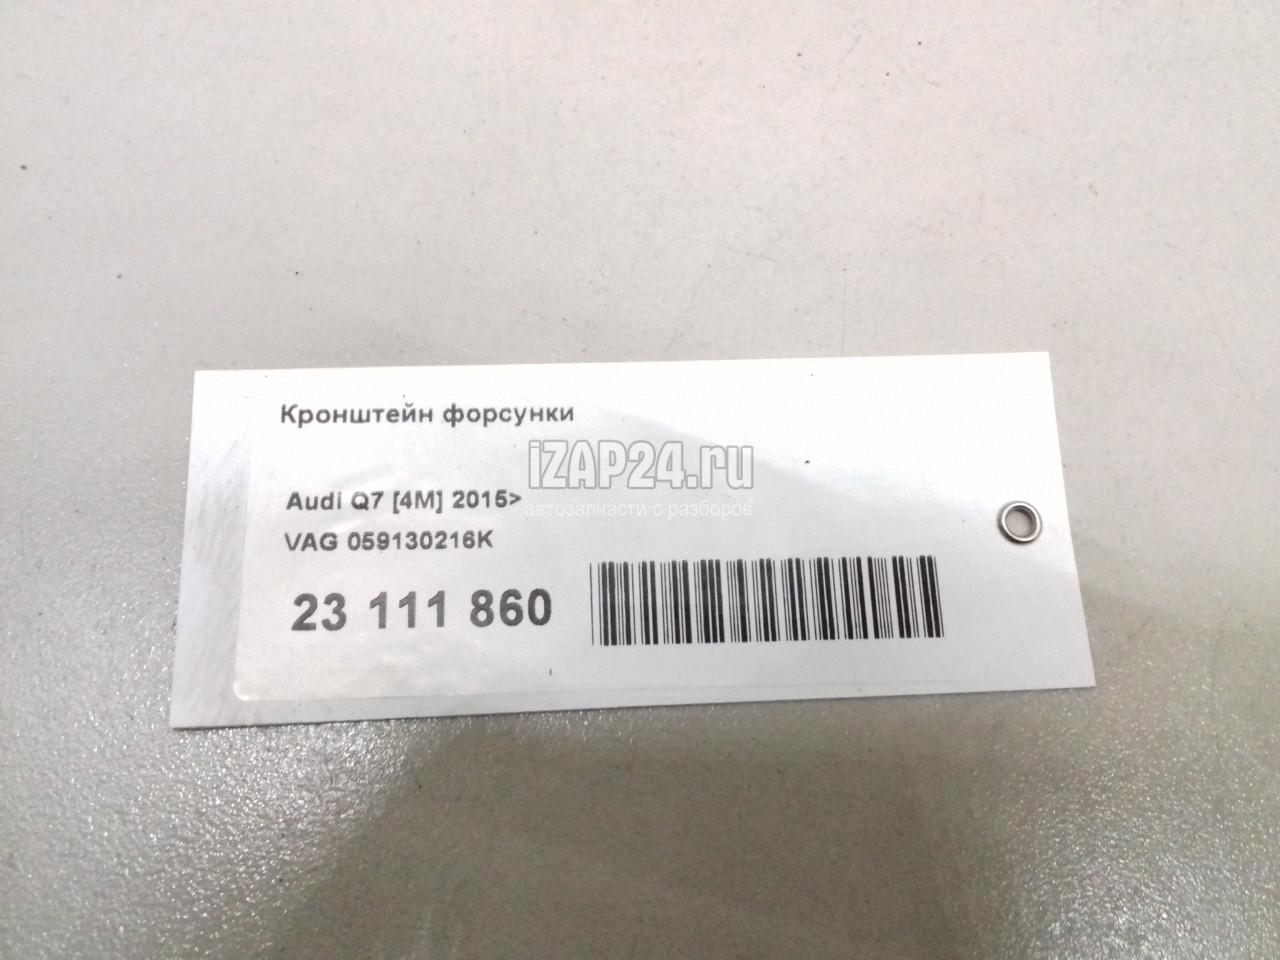 Кронштейн форсунки
iZAP24.ru
Audi Q7 [4M] 2015>
автозапчасти с разборов
VAG 059130216K
23 111 860